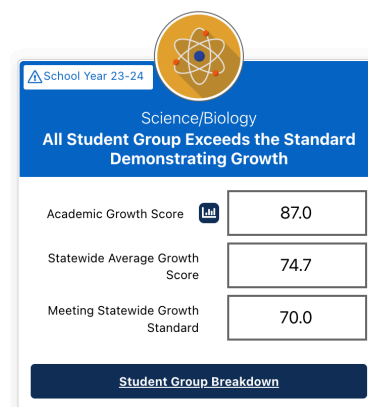 School Year 23-24
Science/Biology
All Student Group Exceeds the Standard
Demonstrating Growth
Academic Growth Score
87.0
Statewide Average Growth
Score
74.7
Meeting Statewide Growth
Standard
70.0
Student Group Breakdown